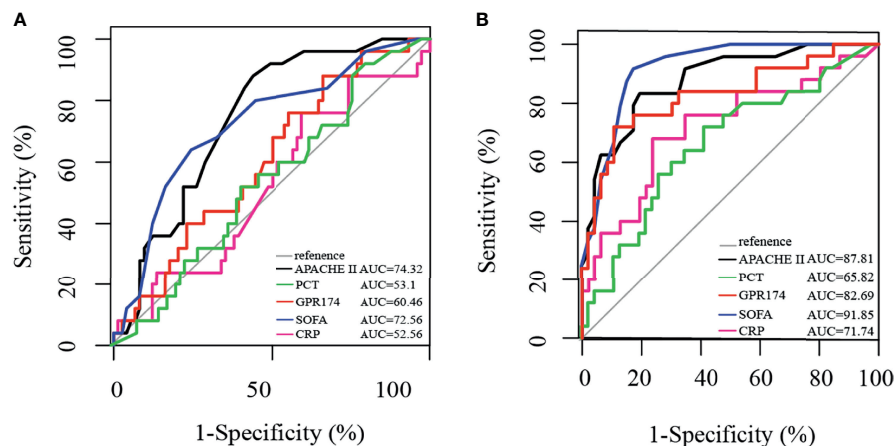 A
Sensitivity (%)
100
80
60
40
20
0
refenence
APACHE II AUC=74.32
PCT AUC=53.1
GPR174 AUC=60.46
SOFA AUC=72.56
CRP AUC=52.56
0 50 100
1-Specificity (%)
B
Sensitivity (%)
100
80
60
40
20
0
refenence
APACHE II AUC=87.81
PCT AUC=65.82
GPR174 AUC=82.69
SOFA AUC=91.85
CRP AUC=71.74
0 20 40 60 80 100
1-Specificity (%)